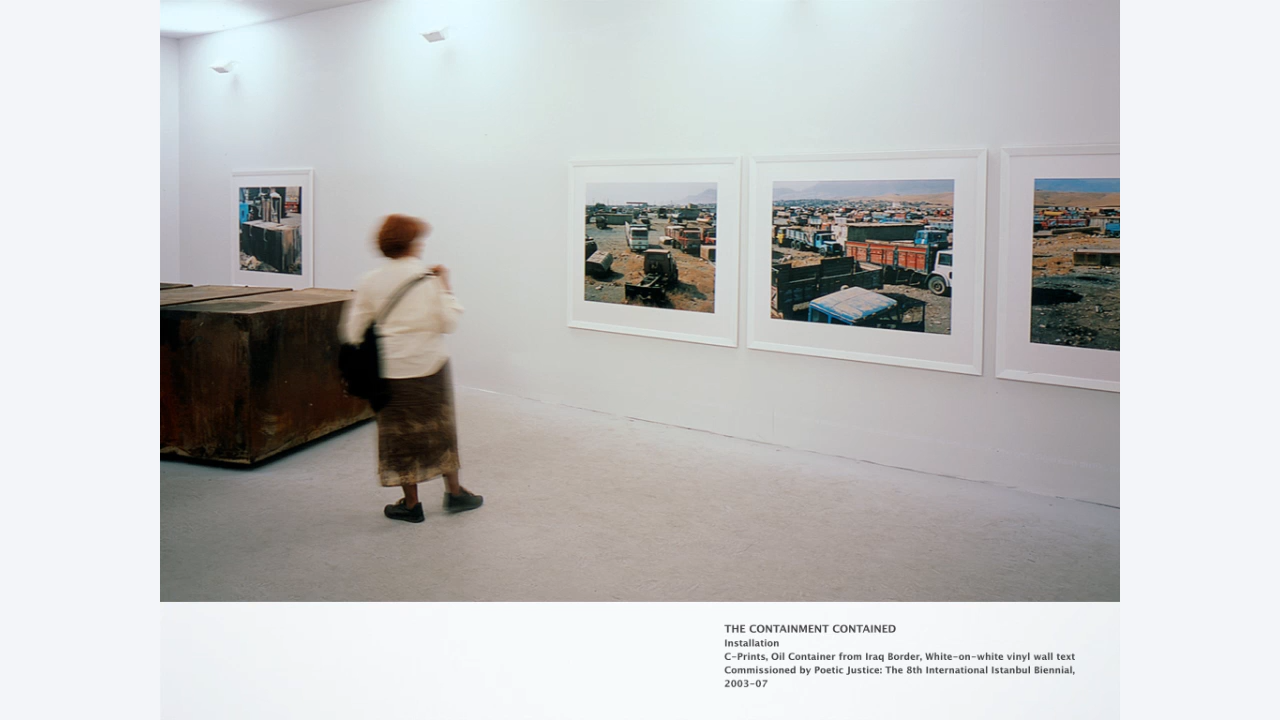 THE CONTAINMENT CONTAINED
Installation
C-Prints, Oil Container from Iraq Border, White-on-white vinyl wall text
Commissioned by Poetic Justice: The 8th International Istanbul Biennial,
2003-07